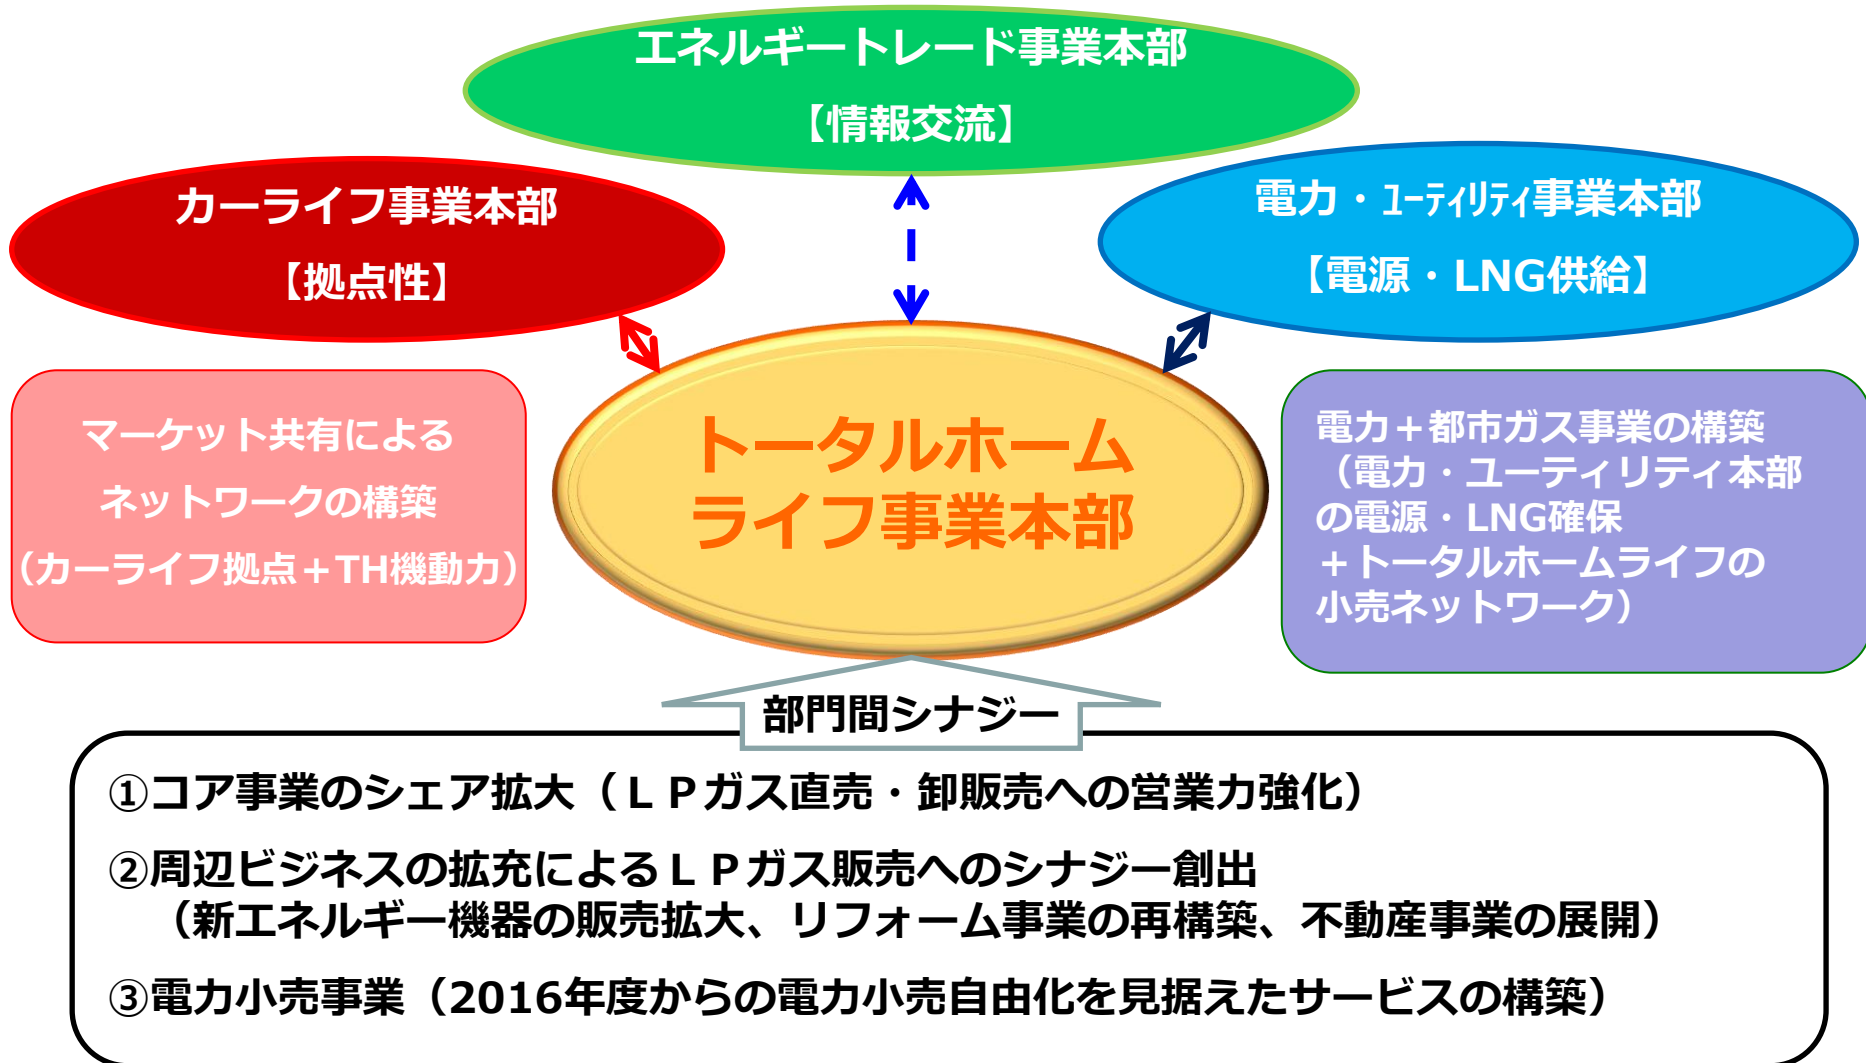 エネルギートレード事業本部
【情報交流】
カーライフ事業本部
【拠点性】
電力・ﾕｰﾃｨﾘﾃｨ事業本部
【電源・LNG供給】
マーケット共有による
ネットワークの構築
（カーライフ拠点＋TH機動力）
トータルホーム
ライフ事業本部
電力＋都市ガス事業の構築
（電力・ユーティリティ本部
の電源・LNG確保
＋トータルホームライフの
小売ネットワーク）
部門間シナジー
①コア事業のシェア拡大（ＬＰガス直売・卸販売への営業力強化）
②周辺ビジネスの拡充によるＬＰガス販売へのシナジー創出
（新エネルギー機器の販売拡大、リフォーム事業の再構築、不動産事業の展開）
③電力小売事業（2016年度からの電力小売自由化を見据えたサービスの構築）